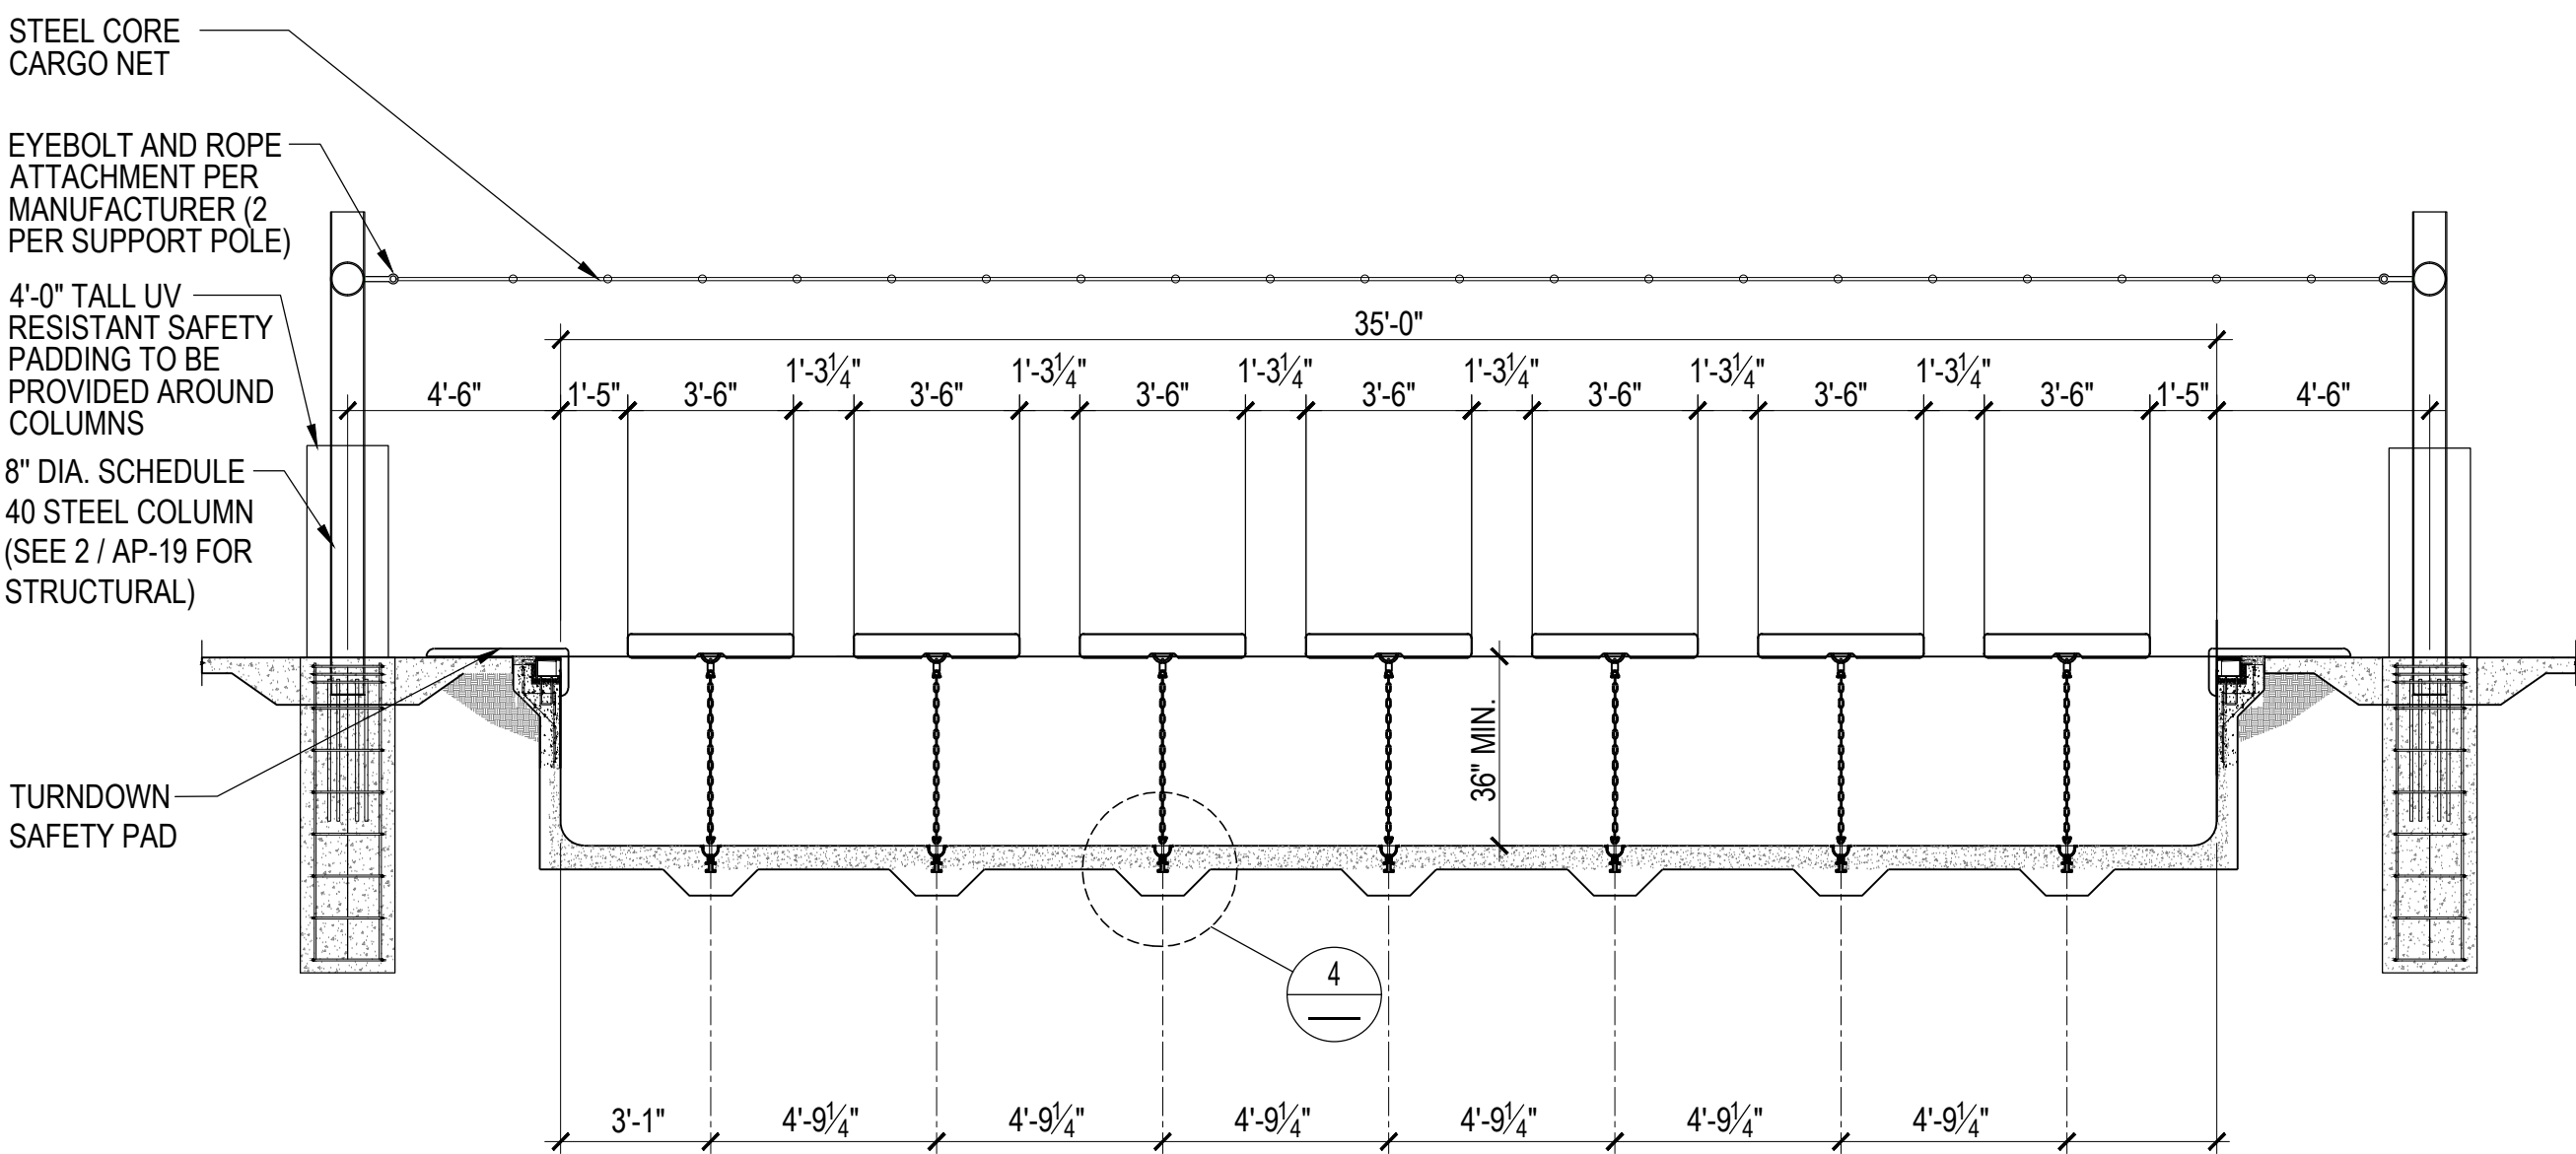 STEEL CORE
CARGO NET
EYEBOLT AND ROPE
ATTACHMENT PER
MANUFACTURER (2
PER SUPPORT POLE)
4'-0" TALL UV
RESISTANT SAFETY
PADDING TO BE
PROVIDED AROUND
COLUMNS
8" DIA. SCHEDULE
40 STEEL COLUMN
(SEE 2 / AP-19 FOR
STRUCTURAL)
TURNDOWN
SAFETY PAD
35'-0"
1'-3¼" 1'-3¼" 1'-3¼" 1'-3¼" 1'-3¼" 1'-3¼"
4'-6" 1'-5" 3'-6" 3'-6" 3'-6" 3'-6" 3'-6" 3'-6" 3'-6" 1'-5" 4'-6"
36" MIN.
4
3'-1" 4'-9¼" 4'-9¼" 4'-9¼" 4'-9¼" 4'-9¼" 4'-9¼"